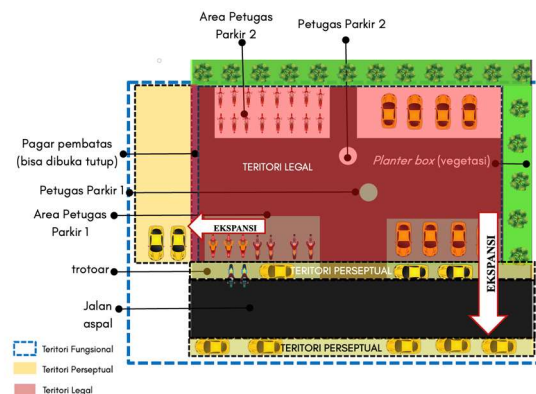 Area Petugas
Parkir 2
Petugas Parkir 2
Pagar pembatas
(bisa dibuka tutup)
TERITORI LEGAL
Planter box (vegetasi)
Petugas Parkir 1
Area Petugas
Parkir 1
EKSPANSI
EKSPANSI
trotoar
TERITORI PERSEPTUAL
Jalan
aspal
TERITORI PERSEPTUAL
Teritori Fungsional
Teritori Perseptual
Teritori Legal